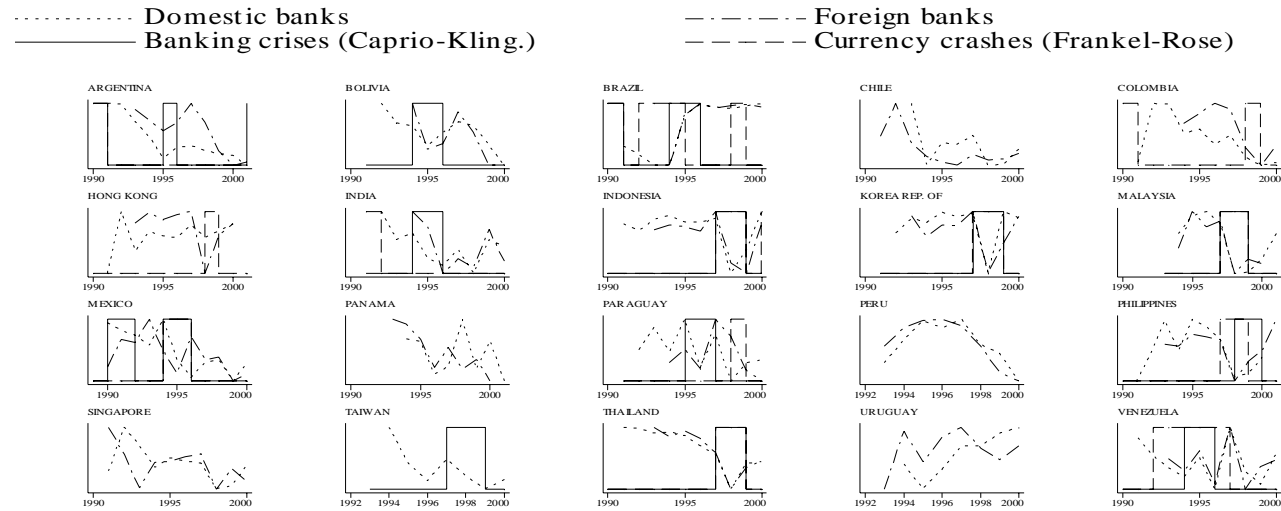 Domestic banks Foreign banks
Banking crises (Caprio-Kling.) Currency crashes (Frankel-Rose)
ARGENTINA BOLIVIA BRAZIL CHILE COLOMBIA
1990 1995 2000 1990 1995 2000 1990 1995 2000 1990 1995 2000 1990 1995 2000
HONG KONG INDIA INDONESIA KOREA REP. OF MALAYSIA
1990 1995 2000 1990 1995 2000 1990 1995 2000 1990 1995 2000 1990 1995 2000
MEXICO PANAMA PARAGUAY PERU PHILIPPINES
1990 1995 2000 1990 1995 2000 1990 1995 2000 1992 1994 1996 1998 2000 1990 1995 2000
SINGAPORE TAIWAN THAILAND URUGUAY VENEZUELA
1990 1995 2000 1992 1994 1996 1998 2000 1990 1995 2000 1992 1994 1996 1998 2000 1990 1995 2000